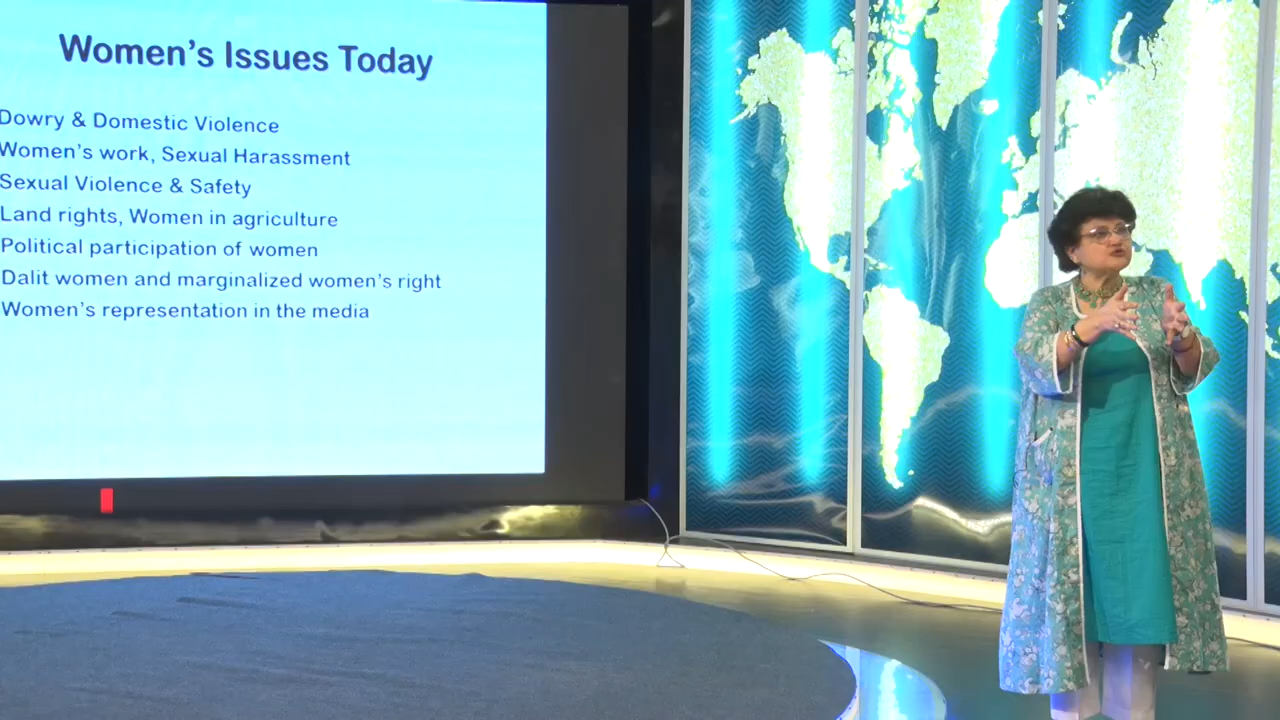 Women's Issues Today
Dowry & Domestic Violence
Women's work, Sexual Harassment
Sexual Violence & Safety
Land rights, Women in agriculture
Political participation of women
Dalit women and marginalized women's right
Women's representation in the media